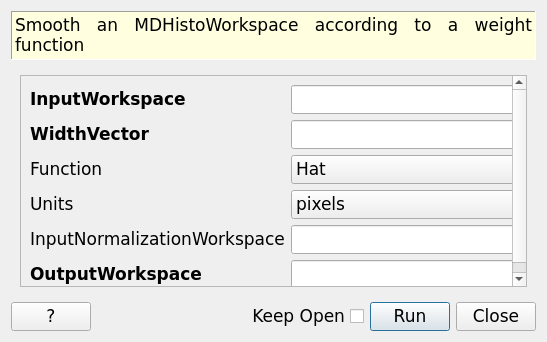 Smooth an MDHistoWorkspace according to a weight
function
InputWorkspace
WidthVector
Function Hat
Units pixels
InputNormalizationWorkspace
OutputWorkspace
? Keep Open Run Close